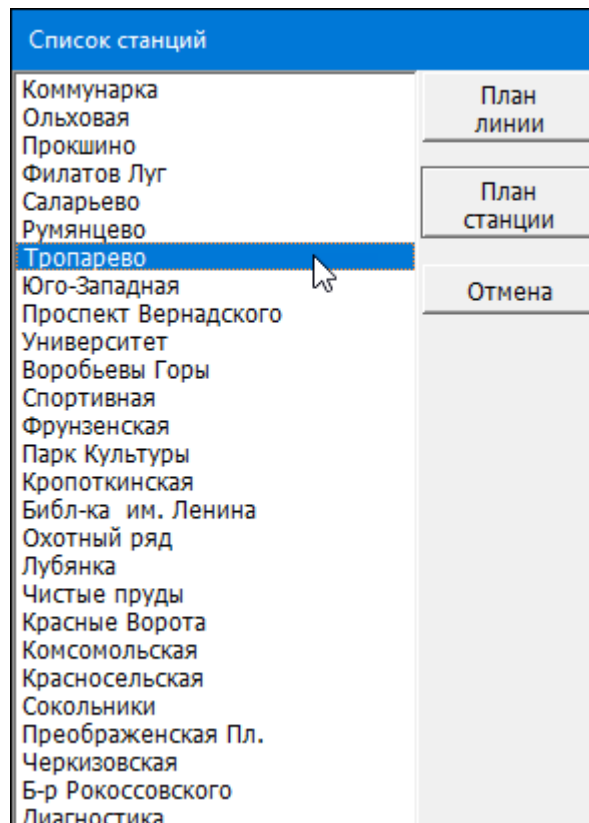 Список станций
Коммунарка
Ольховая
Прокшино
Филатов Луг
Саларьево
Румянцево
Тропарево
Юго-Западная
Проспект Вернадского
Университет
Воробьевы Горы
Спортивная
Фрунзенская
Парк Культуры
Кропоткинская
Библ-ка им. Ленина
Охотный ряд
Лубянка
Чистые пруды
Красные Ворота
Комсомольская
Красносельская
Сокольники
Преображенская Пл.
Черкизовская
Б-р Рокоссовского
Диагностика
План
линии
План
станции
Отмена